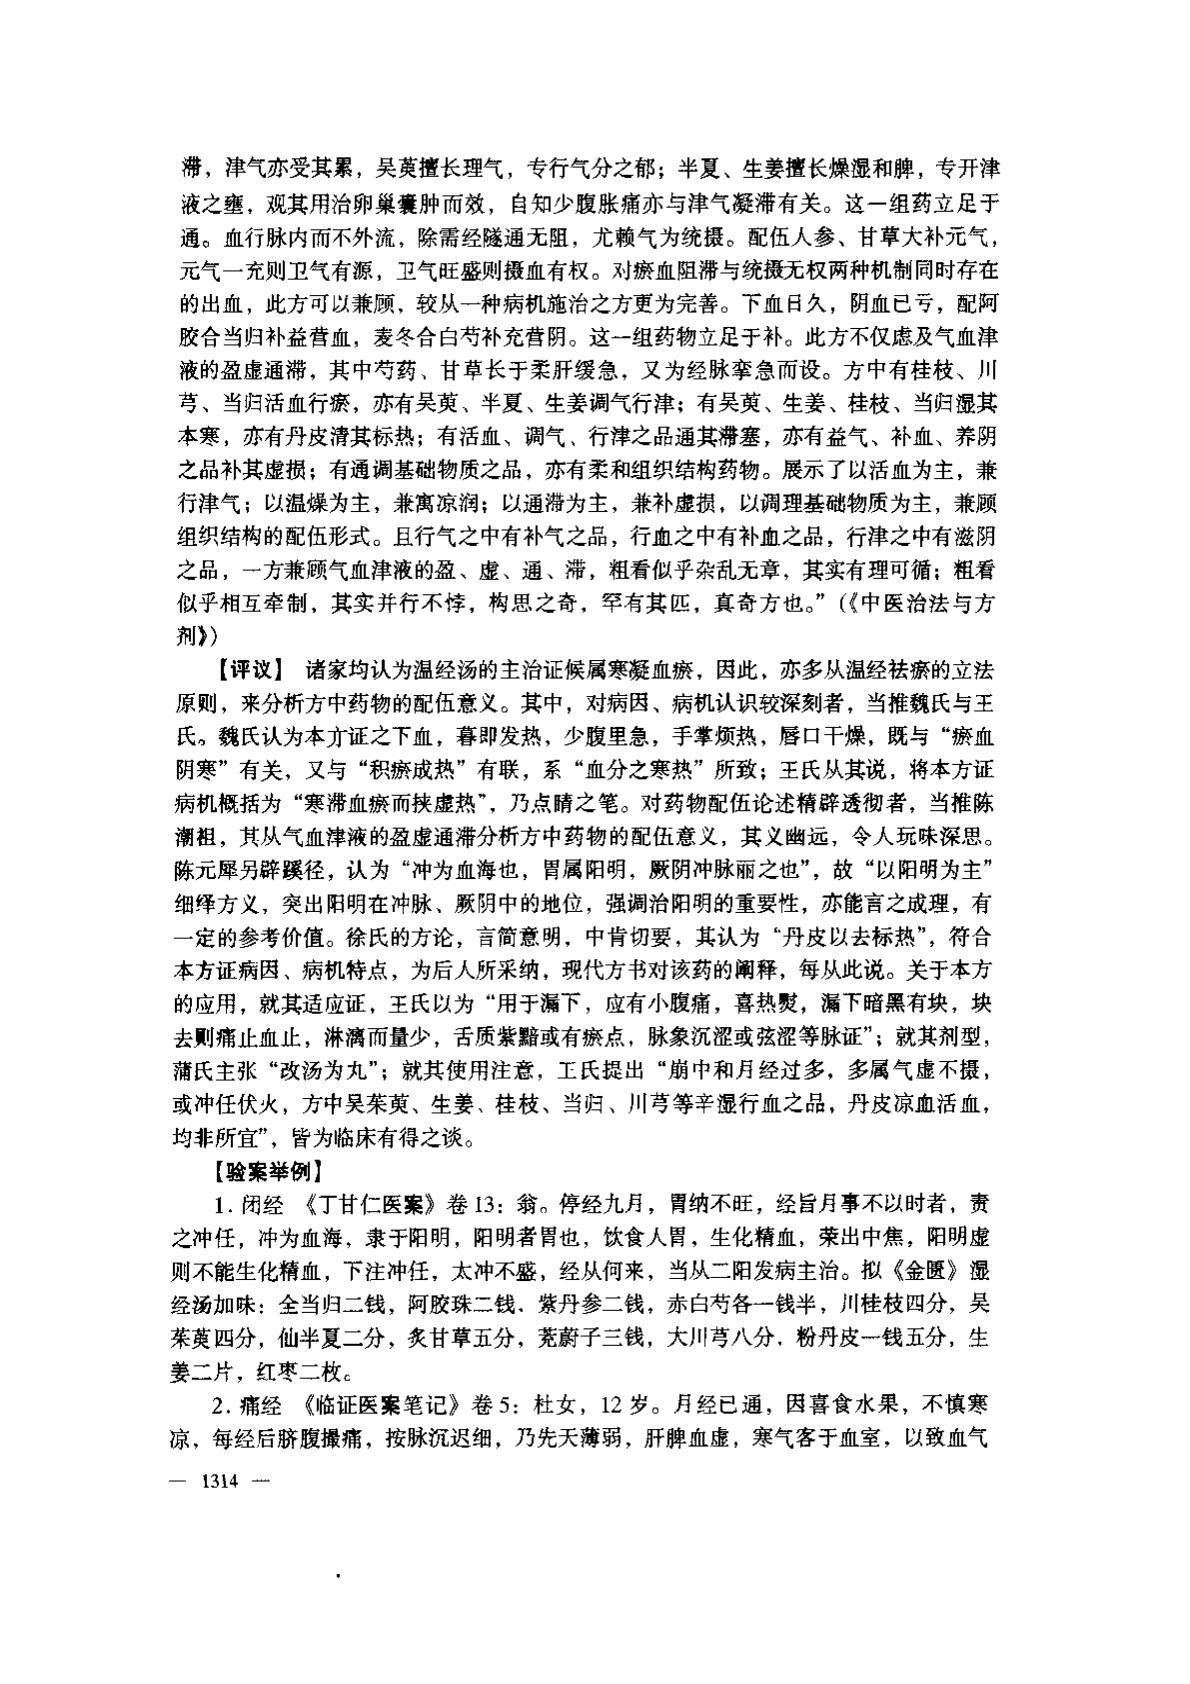 滞，津气亦受其累，吴萸擅长理气，专行气分之郁；半夏、生姜擅长燥湿和脾，专开津
液之壅，观其用治卵巢囊肿而效，自知少腹胀痛亦与津气凝滞有关。这一组药立足于
通。血行脉内而不外流，除需经隧通无阻，尤赖气为统摄。配伍人参、甘草大补元气，
元气一充则卫气有源，卫气旺盛则摄血有权。对瘀血阻滞与统摄无权两种机制同时存在
的出血，此方可以兼顾，较从一种病机施治之方更为完善。下血日久，阴血已亏，配阿
胶合当归补益营血，麦冬合白芍补充营阴。这一组药物立足于补。此方不仅虑及气血津
液的盈虚通滞，其中芍药、甘草长于柔肝缓急，又为经脉挛急而设。方中有桂枝、川
芎、当归活血行瘀，亦有吴萸、半夏、生姜调气行津；有吴萸、生姜、桂枝、当归温其
本寒，亦有丹皮清其标热；有活血、调气、行津之品通其滞塞，亦有益气、补血、养阴
之品补其虚损；有通调基础物质之品，亦有柔和组织结构药物。展示了以活血为主，兼
行津气；以温燥为主，兼寓凉润；以通滞为主，兼补虚损，以调理基础物质为主，兼顾
组织结构的配伍形式。且行气之中有补气之品，行血之中有补血之品，行津之中有滋阴
之品，一方兼顾气血津液的盈、虚、通、滞，粗看似乎杂乱无章，其实有理可循；粗看
似乎相互牵制，其实并行不悖，构思之奇，罕有其匹，真奇方也。”（《中医治法与方
剂》）
【评议】 诸家均认为温经汤的主治证候属寒凝血瘀，因此，亦多从温经祛瘀的立法
原则，来分析方中药物的配伍意义。其中，对病因、病机认识较深刻者，当推魏氏与王
氏。魏氏认为本方证之下血，暮即发热，少腹里急，手掌烦热，唇口干燥，既与“瘀血
阴寒”有关，又与“积瘀成热”有联，系“血分之寒热”所致；王氏从其说，将本方证
病机概括为“寒滞血瘀而挟虚热”，乃点睛之笔。对药物配伍论述精辟透彻者，当推陈
潮祖，其从气血津液的盈虚通滞分析方中药物的配伍意义，其义幽远，令人玩味深思。
陈元犀另辟蹊径，认为“冲为血海也，胃属阳明，厥阴冲脉丽之也”，故“以阳明为主”
细绎方义，突出阳明在冲脉、厥阴中的地位，强调治阳明的重要性，亦能言之成理，有
一定的参考价值。徐氏的方论，言简意明，中肯切要，其认为“丹皮以去标热”，符合
本方证病因、病机特点，为后人所采纳，现代方书对该药的阐释，每从此说。关于本方
的应用，就其适应证，王氏以为“用于漏下，应有小腹痛，喜热熨，漏下暗黑有块，块
去则痛止血止，淋漓而量少，舌质紫黯或有瘀点，脉象沉涩或弦涩等脉证”；就其剂型，
蒲氏主张“改汤为丸”；就其使用注意，王氏提出“崩中和月经过多，多属气虚不摄，
或冲任伏火，方中吴茱萸、生姜、桂枝、当归、川芎等辛温行血之品，丹皮凉血活血，
均非所宜”，皆为临床有得之谈。
【验案举例】
1. 闭经 《丁甘仁医案》卷 13：翁。停经九月，胃纳不旺，经旨月事不以时者，责
之冲任，冲为血海，隶于阳明，阳明者胃也，饮食人胃，生化精血，荣出中焦，阳明虚
则不能生化精血，下注冲任，太冲不盛，经从何来，当从二阳发病主治。拟《金匮》温
经汤加味：全当归二钱，阿胶珠二钱，紫丹参二钱，赤白芍各一钱半，川桂枝四分，吴
茱萸四分，仙半夏二分，炙甘草五分，茺蔚子三钱，大川芎八分，粉丹皮一钱五分，生
姜二片，红枣二枚。
2. 痛经 《临证医案笔记》卷 5：杜女，12 岁。月经已通，因喜食水果，不慎寒
凉，每经后脐腹撮痛，按脉沉迟细，乃先天薄弱，肝脾血虚，寒气客于血室，以致血气
— 1314 —